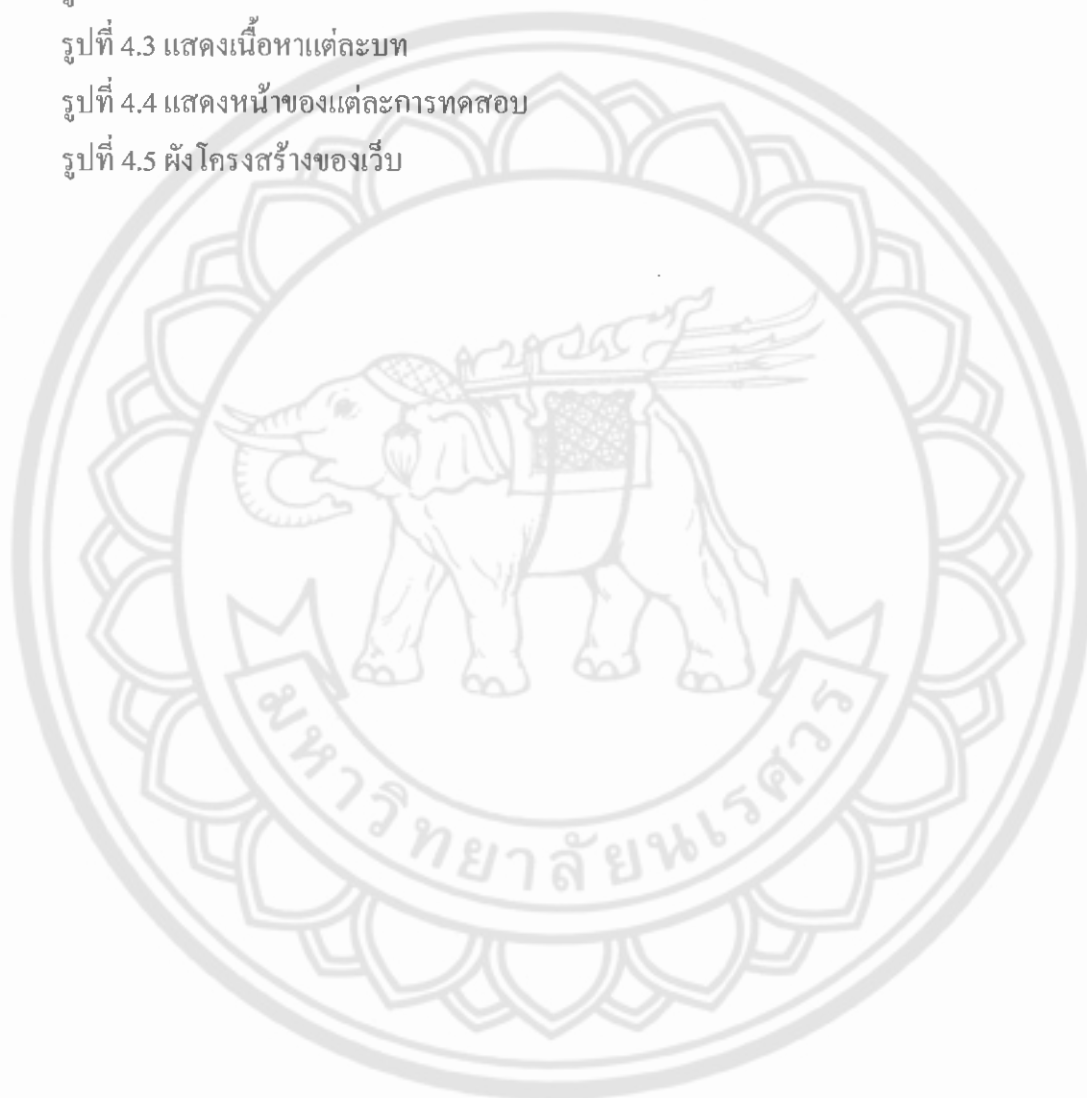 รูปที่ 4.3 แสดงเนื้อหาแต่ละบท
รูปที่ 4.4 แสดงหน้าของแต่ละการทดสอบ
รูปที่ 4.5 ผังโครงสร้างของเว็บ
มหาวิทยาลัยนเรศวร